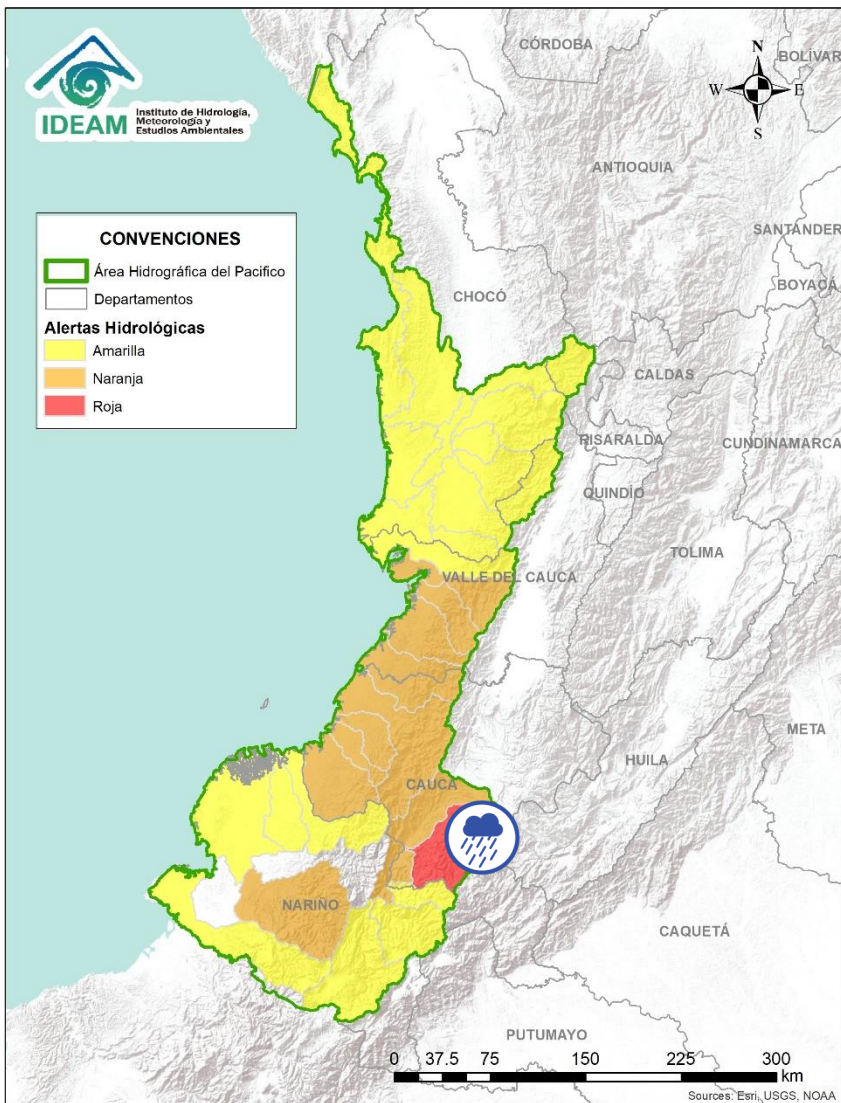 IDEAM
Instituto de Hidrología,
Meteorología y
Estudios Ambientales
CÓRDOBA
BOLÍVAR
N
W
E
S
ANTIOQUIA
SANTANDER
BOYACÁ
CONVENCIONES
Área Hidrográfica del Pacifico
Departamentos
Alertas Hidrológicas
Amarilla
Naranja
Roja
CHOCÓ
CALDAS
RISARALDA
CUNDINAMARCA
QUINDÍO
TOLIMA
VALLE DEL CAUCA
META
HUILA
CAUCA
NARIÑO
CAQUETÁ
PUTUMAYO
0 37.5 75 150 225 300
km
Sources: Esri, USGS, NOAA